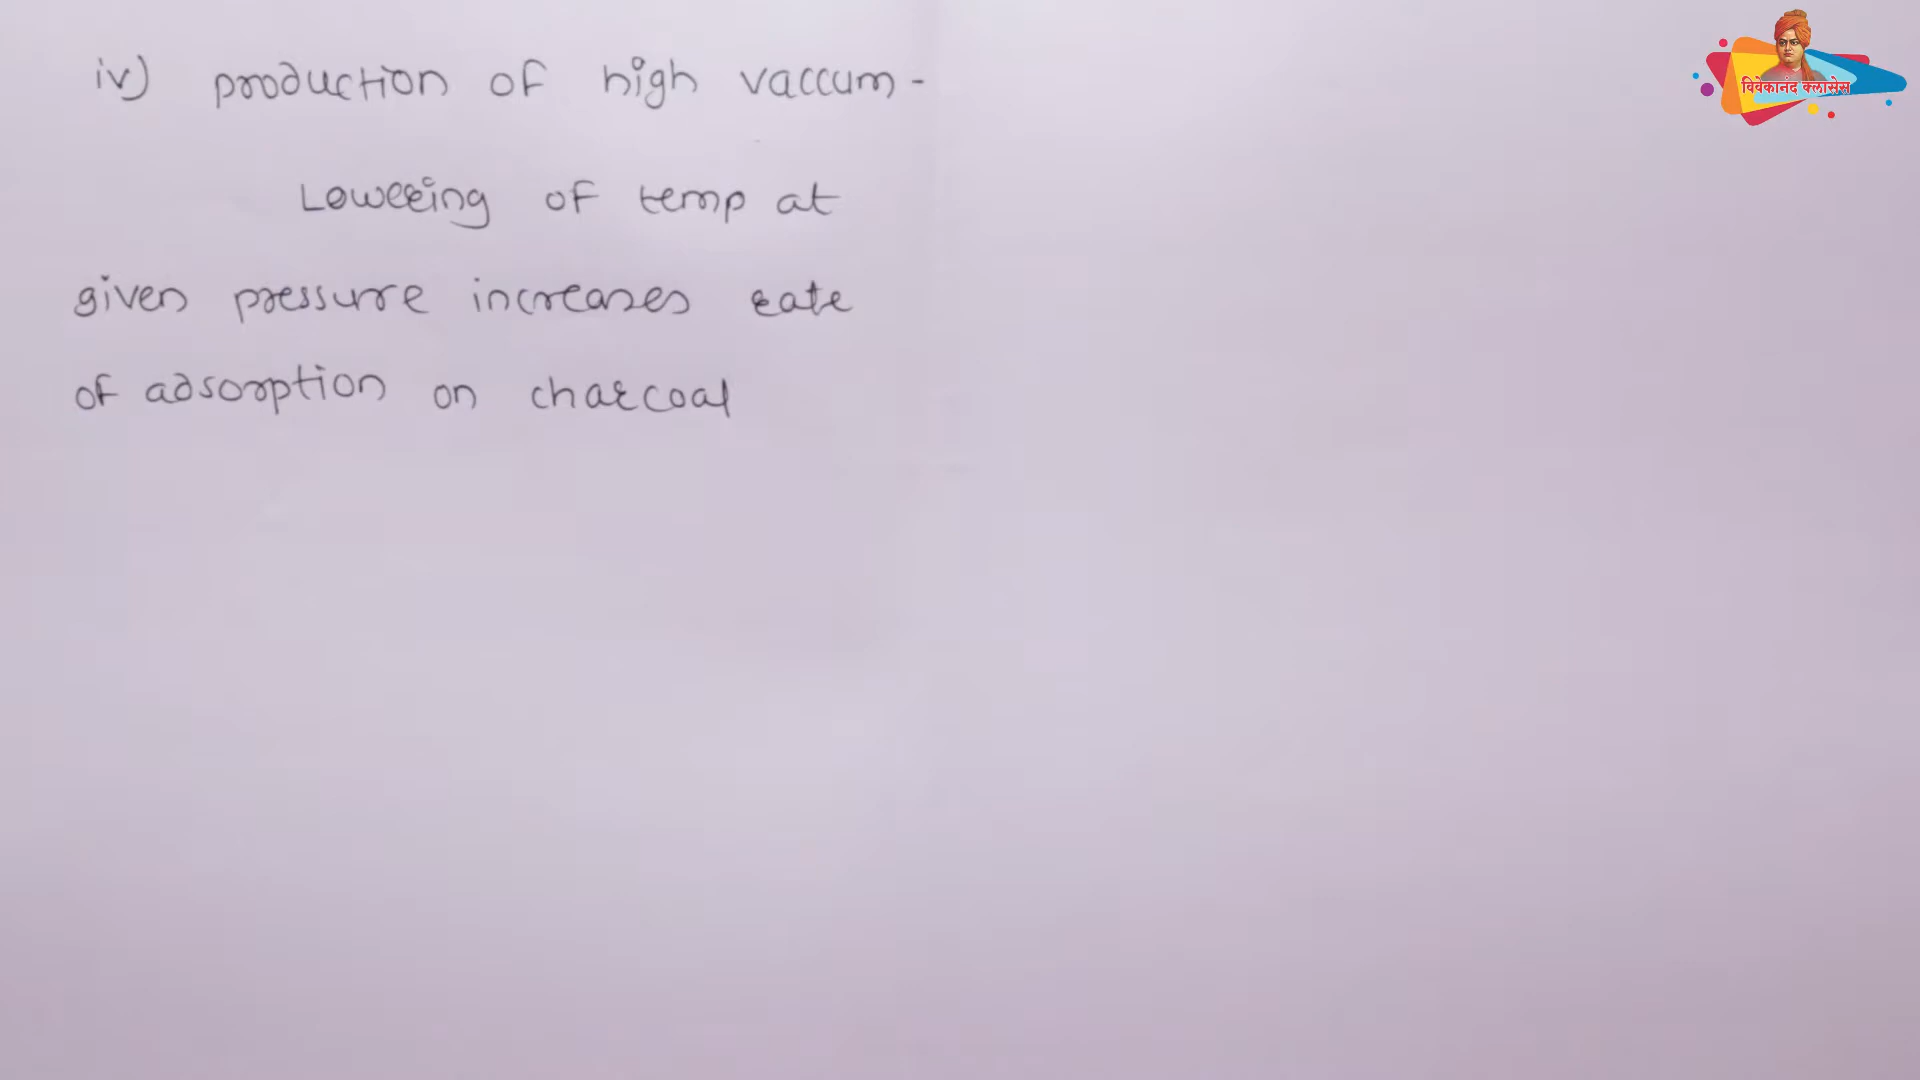 iv) production of high vaccum -
Lowering of temp at
given pressure increases rate
of adsorption on charcoal
विवेकानंद क्लासेस